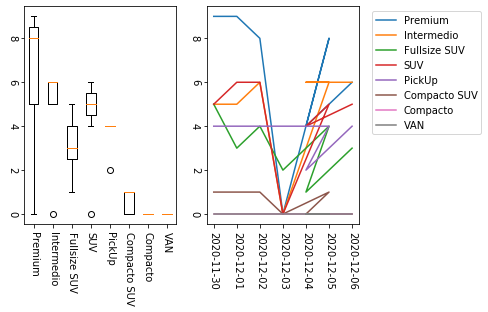 8
6
4
2
0
Premium
Intermedio
Fullsize SUV
SUV
PickUp
Compacto SUV
Compacto
VAN
8
6
4
2
0
2020-11-30
2020-12-01
2020-12-02
2020-12-03
2020-12-04
2020-12-05
2020-12-06
Premium
Intermedio
Fullsize SUV
SUV
PickUp
Compacto SUV
Compacto
VAN